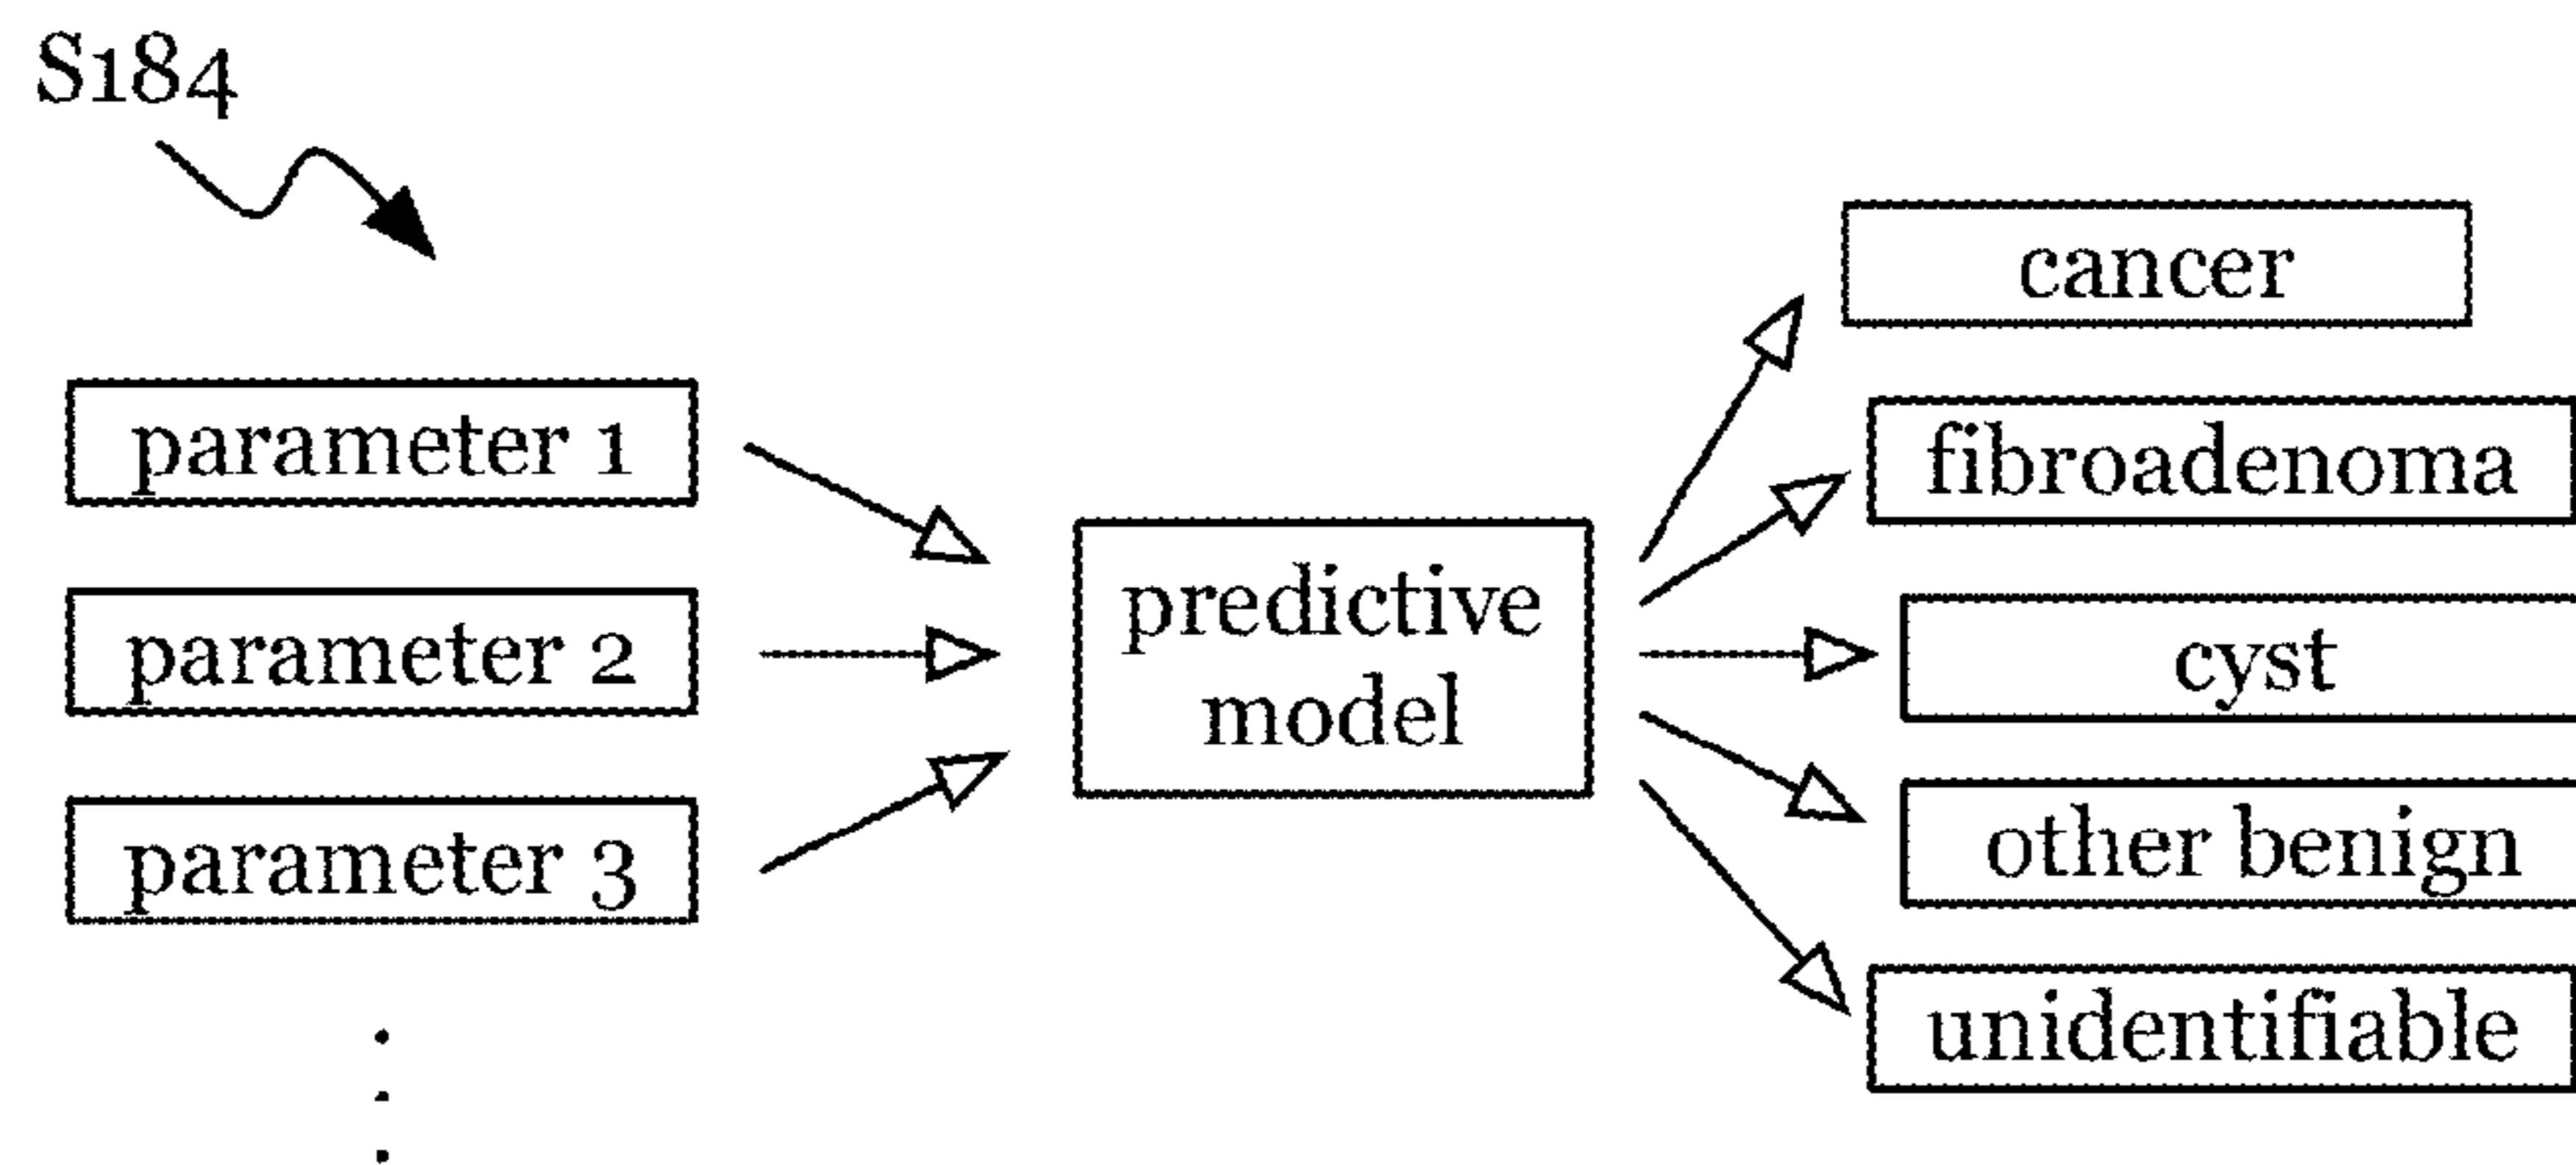 S184
parameter 1
parameter 2
parameter 3
predictive
model
cancer
fibroadenoma
cyst
other benign
unidentifiable